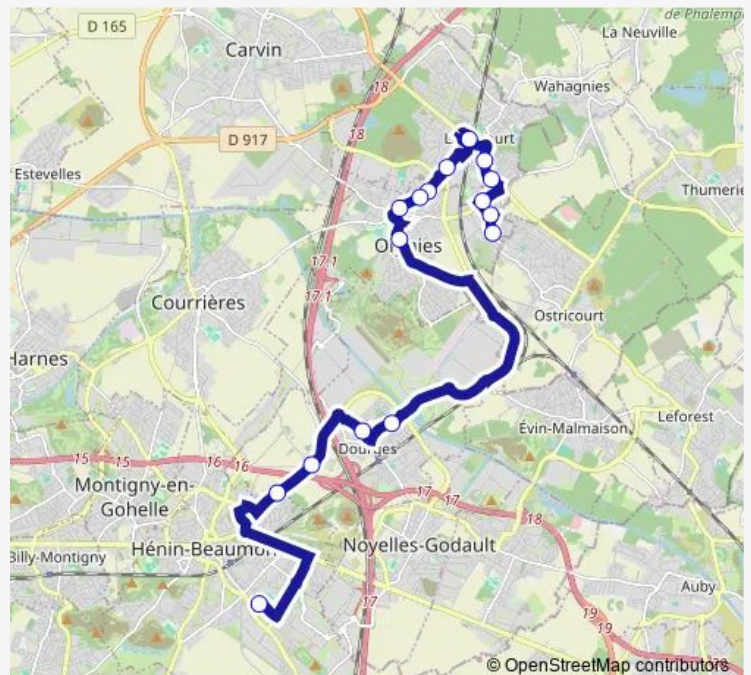 de Phalemp
D 165
La Neuville
Carvin
Wahagnies
18
D 917
18
Estevelles
Thumerie
17.1
17.1
Courrières
Ostricourt
Harnes
Leforest
Évin-Malmaison
Dourges
15
15
16
16
17
17
Montigny-en-
Gohelle
18
Billy-Montigny
Hénin-Beaumon
Noyelles-Godault
Auby
17
19
19
© OpenStreetMap contributors